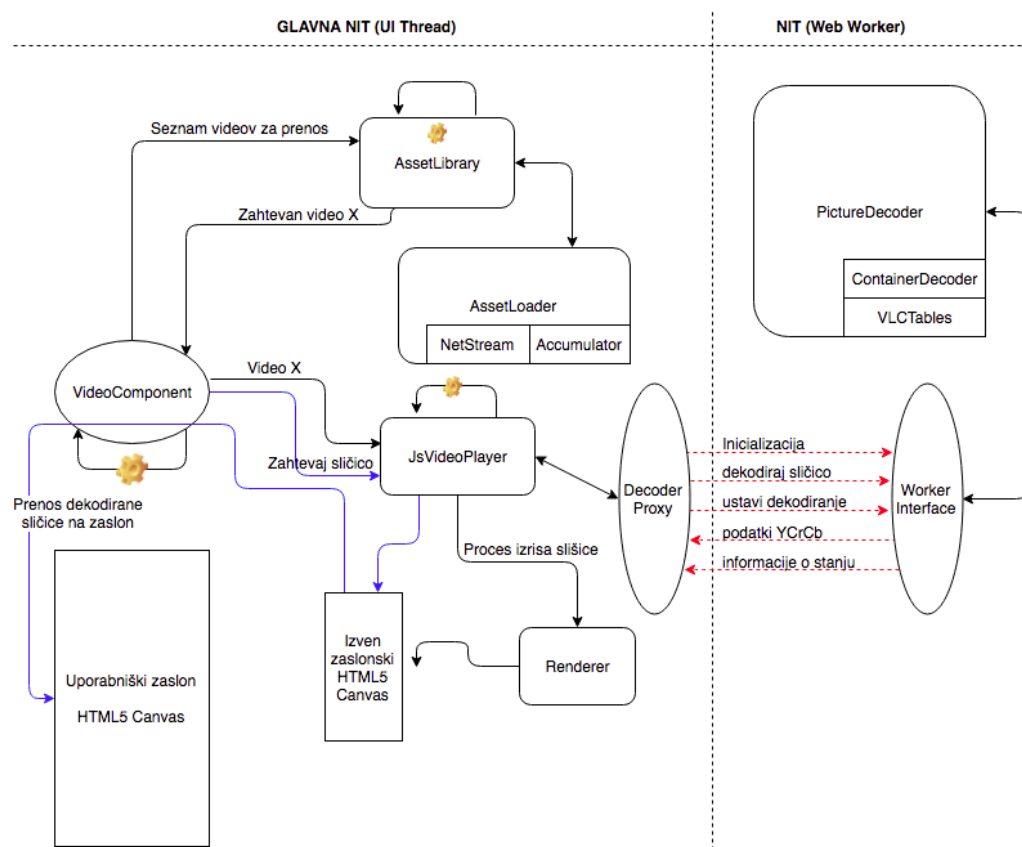 GLAVNA NIT (UI Thread)
NIT (Web Worker)
Seznam videov za prenos
AssetLibrary
Zahtevan video X
PictureDecoder
ContainerDecoder
VLCTables
AssetLoader
NetStream
Accumulator
VideoComponent
Video X
Zahtevaj sličico
JsVideoPlayer
Decoder
Proxy
Inicializacija
dekodiraj sličico
ustavi dekodiranje
podatki YCrCb
informacije o stanju
Worker
Interface
Prenos dekodirane
sličice na zaslon
Proces izrisa slišice
Uporabniški zaslon
HTML5 Canvas
Izven
zaslonski
HTML5
Canvas
Renderer